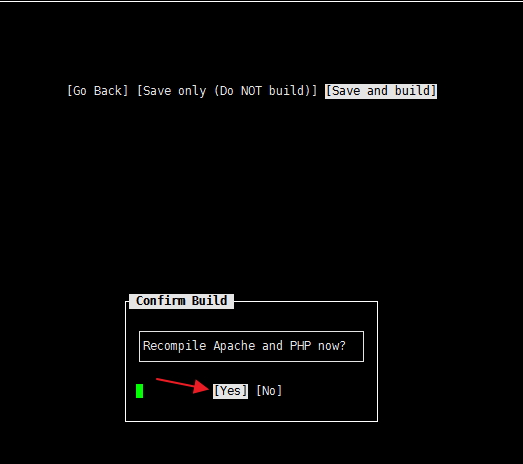 [Go Back] [Save only (Do NOT build)] [Save and build]
Confirm Build
Recompile Apache and PHP now?
[Yes] [No]